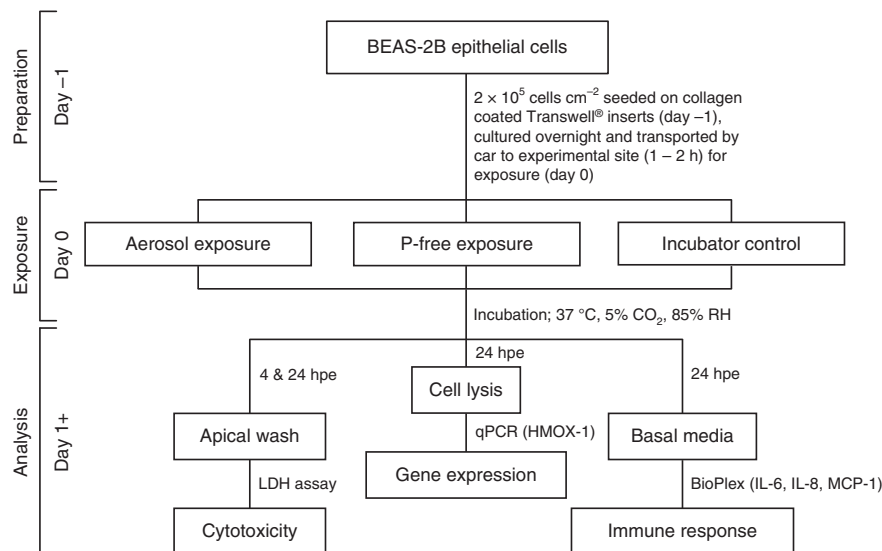 Preparation
Day –1
BEAS-2B epithelial cells
2 × 10⁵ cells cm⁻² seeded on collagen
coated Transwell® inserts (day –1),
cultured overnight and transported by
car to experimental site (1 – 2 h) for
exposure (day 0)
Exposure
Day 0
Aerosol exposure
P-free exposure
Incubator control
Incubation; 37 °C, 5% CO₂, 85% RH
Analysis
Day 1+
4 & 24 hpe
24 hpe
24 hpe
Cell lysis
Apical wash
qPCR (HMOX-1)
Basal media
Gene expression
LDH assay
BioPlex (IL-6, IL-8, MCP-1)
Cytotoxicity
Immune response